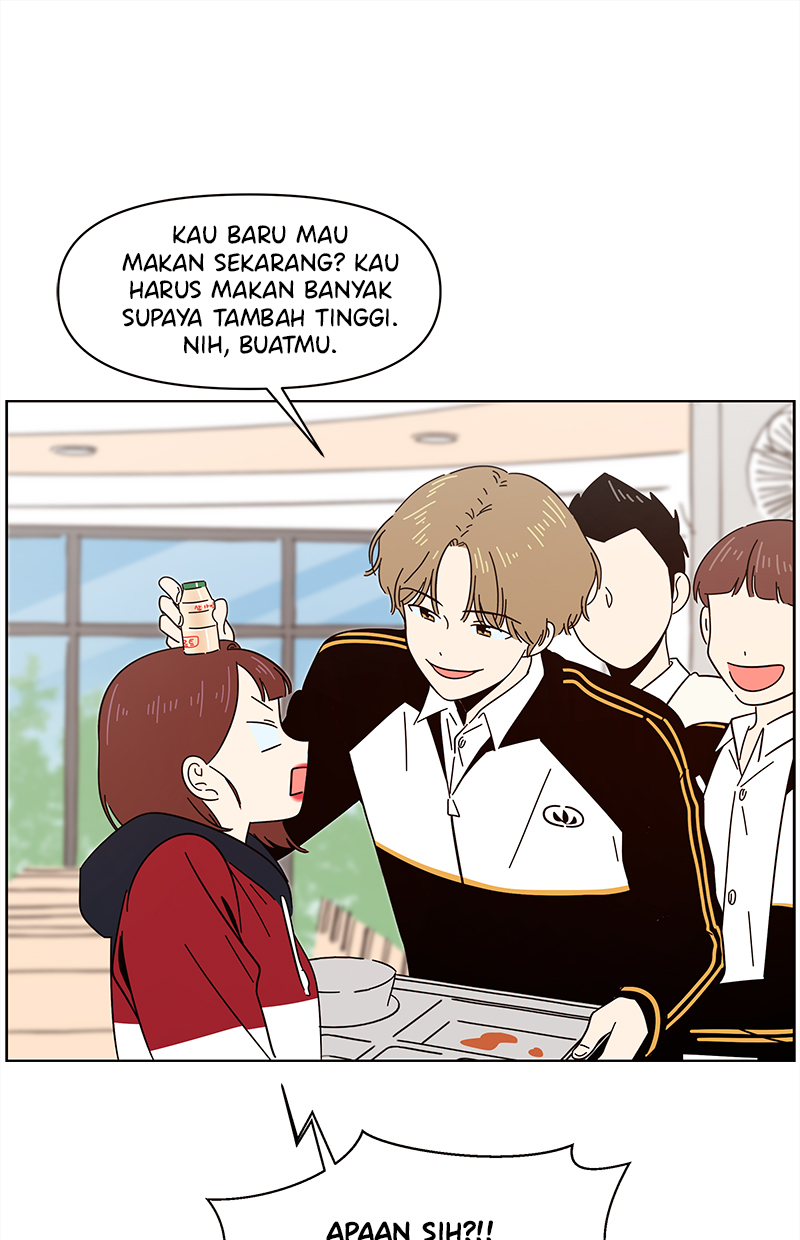 KAU BARU MAU
MAKAN SEKARANG? KAU
HARUS MAKAN BANYAK
SUPAYA TAMBAH TINGGI.
NIH, BUATMU.
APAAN SIH?!!